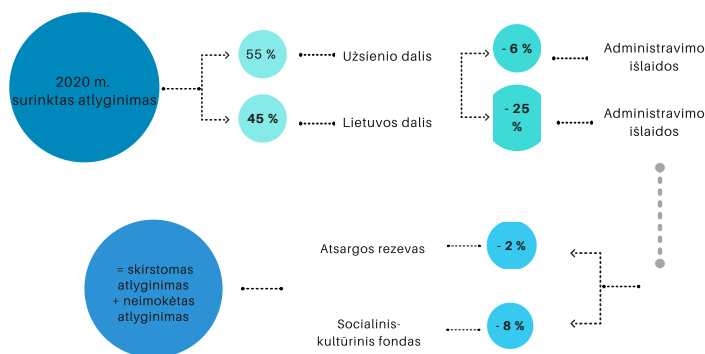 2020 m.
surinktas atlyginimas
55 %
Užsienio dalis
- 6 %
Administravimo
išlaidos
45 %
Lietuvos dalis
- 25
%
Administravimo
išlaidos
Atsargos rezevas
- 2 %
Socialinis-
kultūrinis fondas
- 8 %
= skirstomas
atlyginimas
+ neimokėtas
atlyginimas